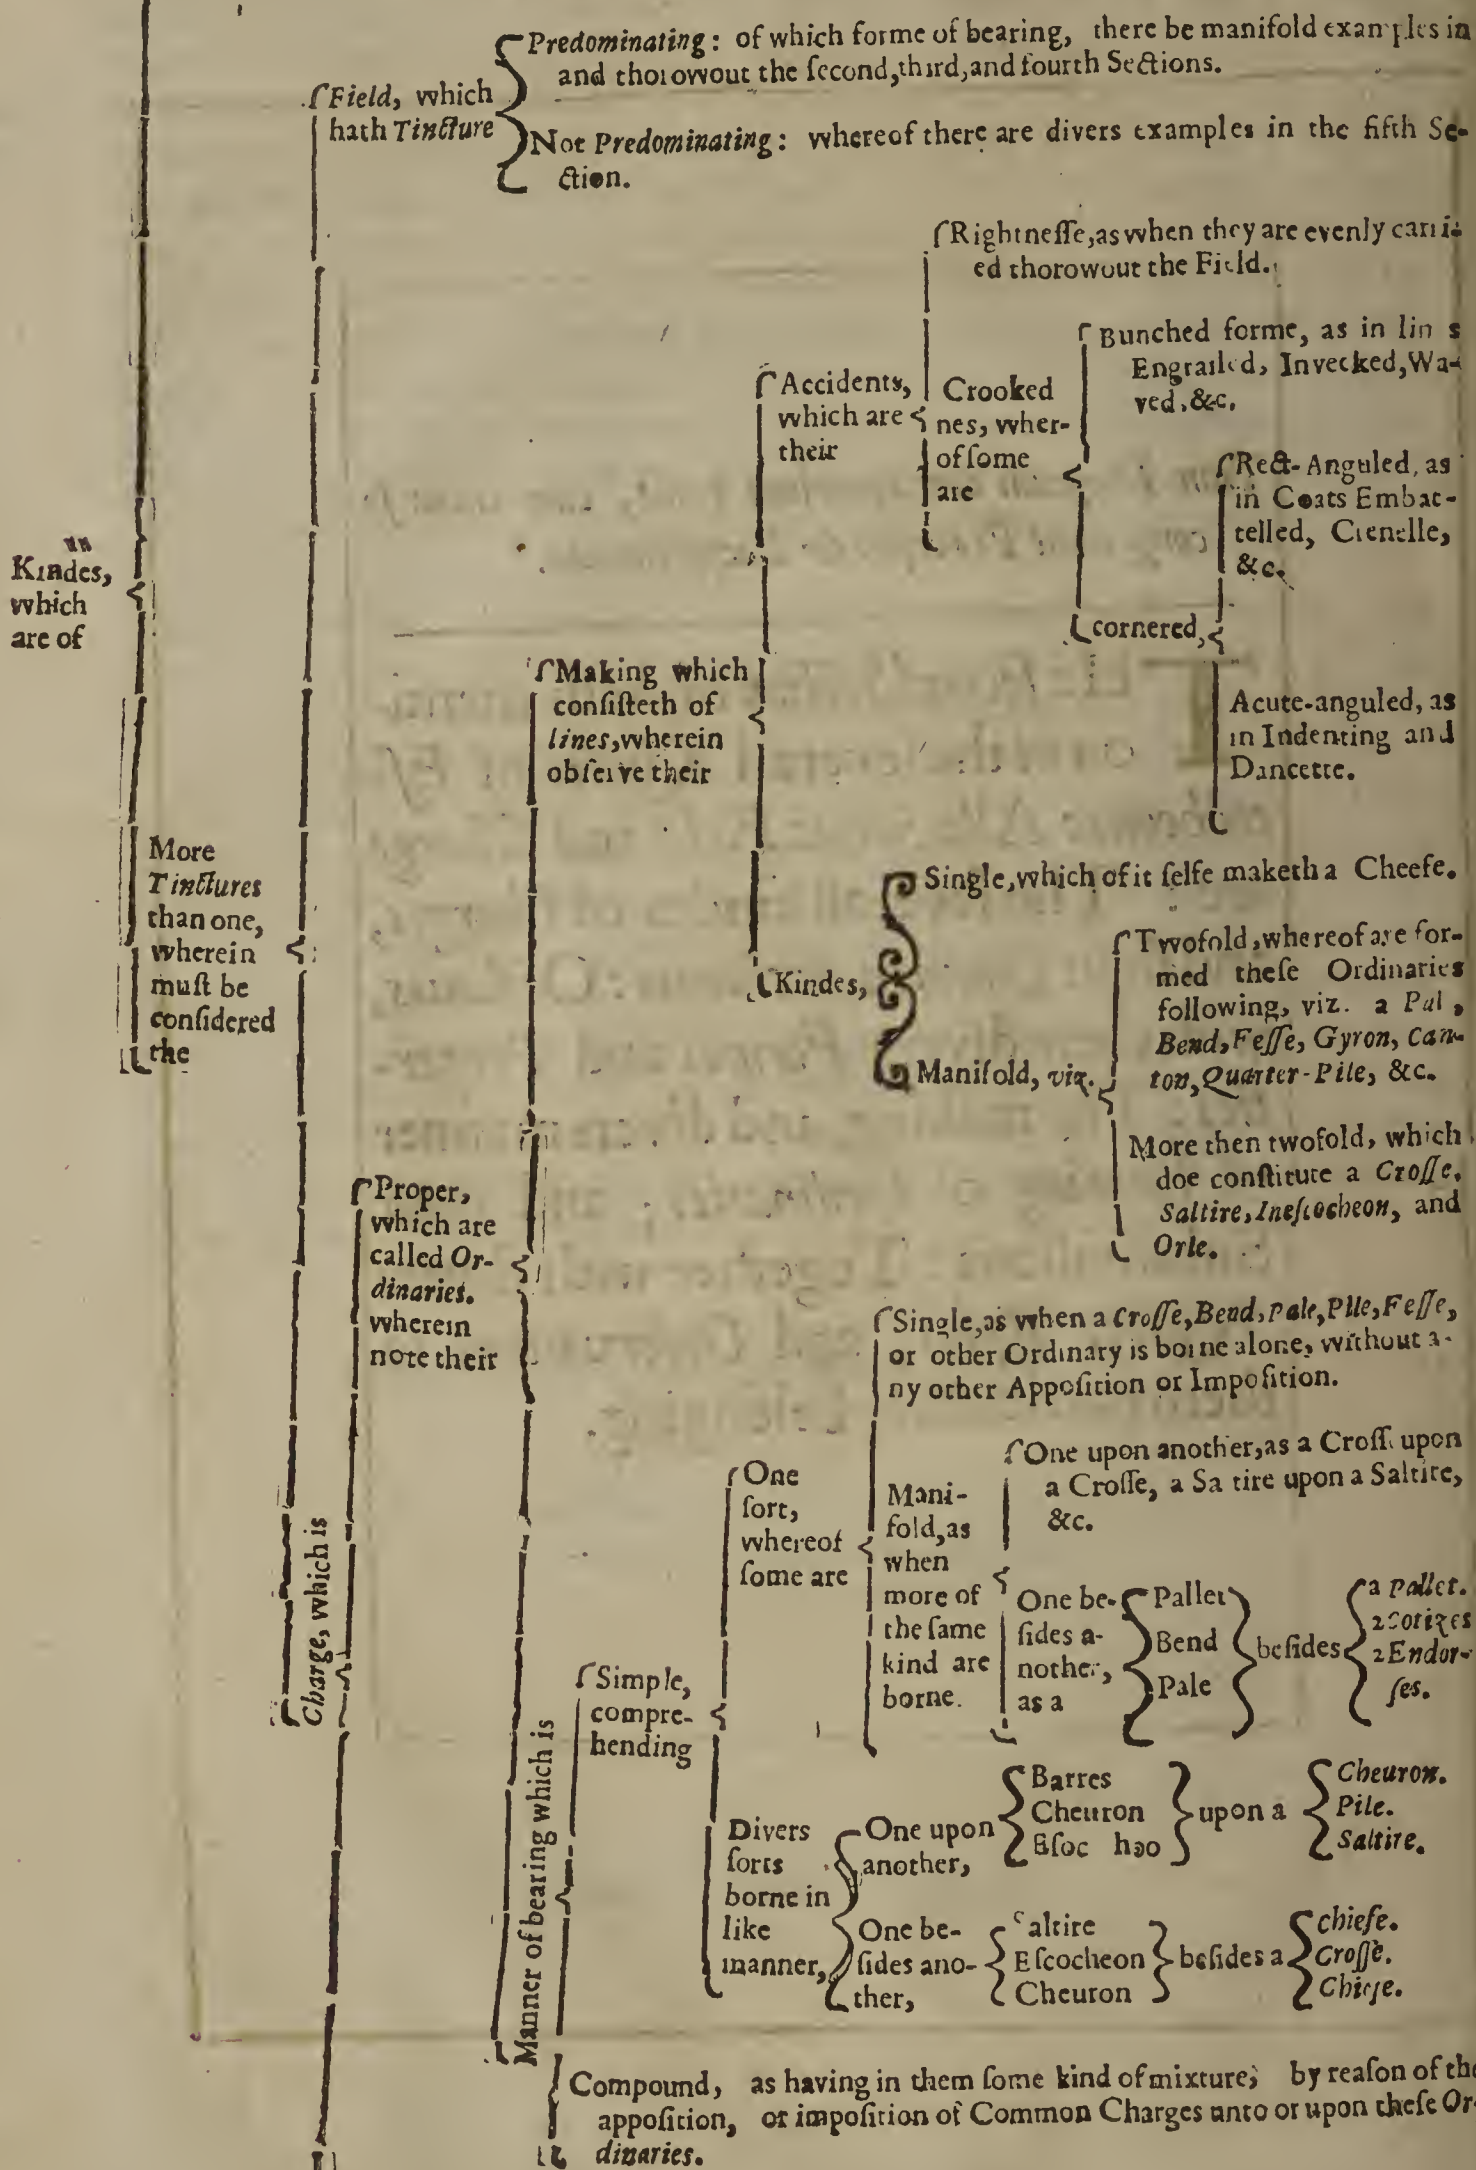 Kindes,
which
are of
More
Tinctures
than one,
wherein
must be
considered
the
Field, which
hath Tincture
Predominating: of which forme of bearing, there be manifold examples in
and thorowout the second, third, and fourth Sections.
Not Predominating: whereof there are divers examples in the fifth Se-
ction.
Charge, which is
Proper,
which are
called Or-
dinaries.
wherein
note their
Making which
consisteth of
lines, wherein
observe their
Accidents,
which are
their
Rightnesse, as when they are evenly carri-
ed thorowout the Field.
Crooked
nes, wher-
of some
are
Bunched forme, as in lin s
Engrailed, Invecked, Wa-
ved, &c.
cornered,
Rect-Anguled, as
in Coats Embat-
telled, Crenelle,
&c.
Acute-anguled, as
in Indenting and
Dancette.
Kindes,
Single, which of it selfe maketh a Cheefe.
Manifold, viz.
Twofold, whereof are for-
med these Ordinaries
following, viz. a Pal ,
Bend, Fesse, Gyron, Can-
ton, Quarter-Pile, &c.
More then twofold, which
doe constitute a Crosse,
Saltire, Inescocheon, and
Orle.
Manner of bearing which is
Simple,
compre-
hending
One
sort,
whereof
some are
Single, as when a Crosse, Bend, Pale, Pile, Fesse,
or other Ordinary is borne alone, without a-
ny other Apposition or Imposition.
Mani-
fold, as
when
more of
the same
kind are
borne.
One upon another, as a Cross upon
a Crosse, a Sa tire upon a Saltire,
&c.
One be-
sides a-
nother,
as a
Pallet
Bend
Pale
besides
a Pallet.
2 Cotizes
2 Endor-
ses.
Divers
sorts
borne in
like
manner,
One upon
another,
Barres
Cheuron
Escoc heo
upon a
Cheuron.
Pile.
Saltire.
One be-
sides ano-
ther,
Saltire
Escocheon
Cheuron
besides a
chiefe.
Crosse.
Chiefe.
Compound, as having in them some kind of mixture; by reason of the
apposition, or imposition of Common Charges unto or upon these Or-
dinaries.